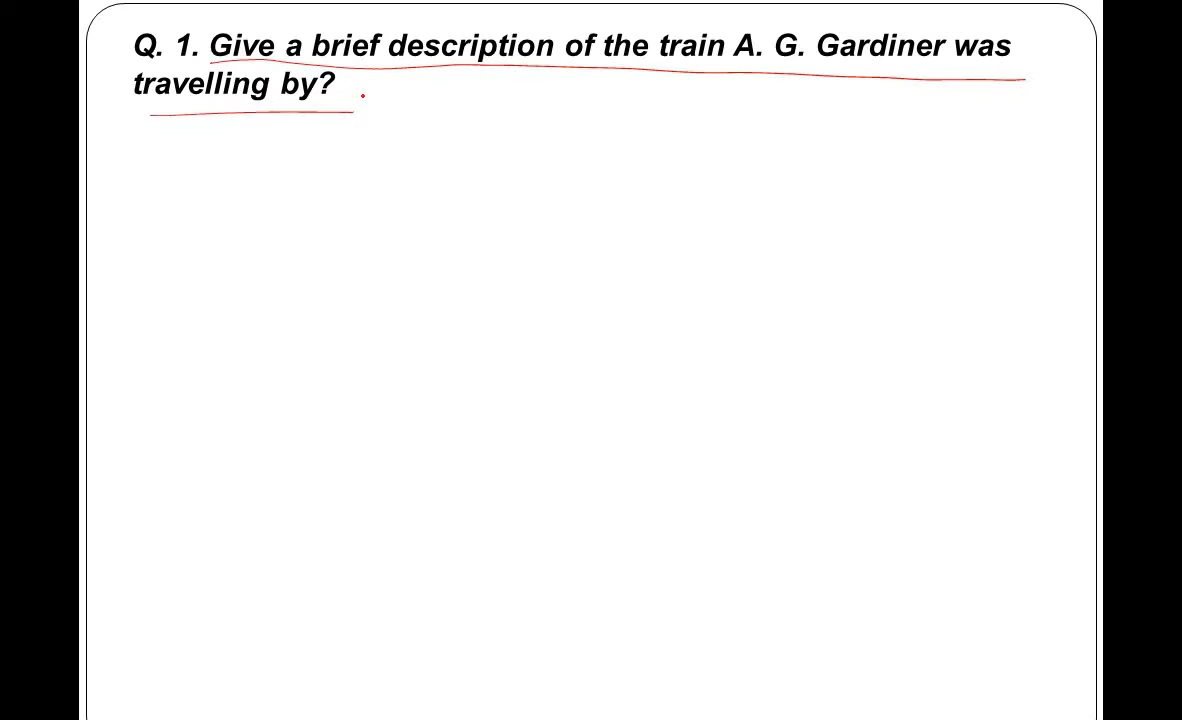 Q. 1. Give a brief description of the train A. G. Gardiner was
travelling by?